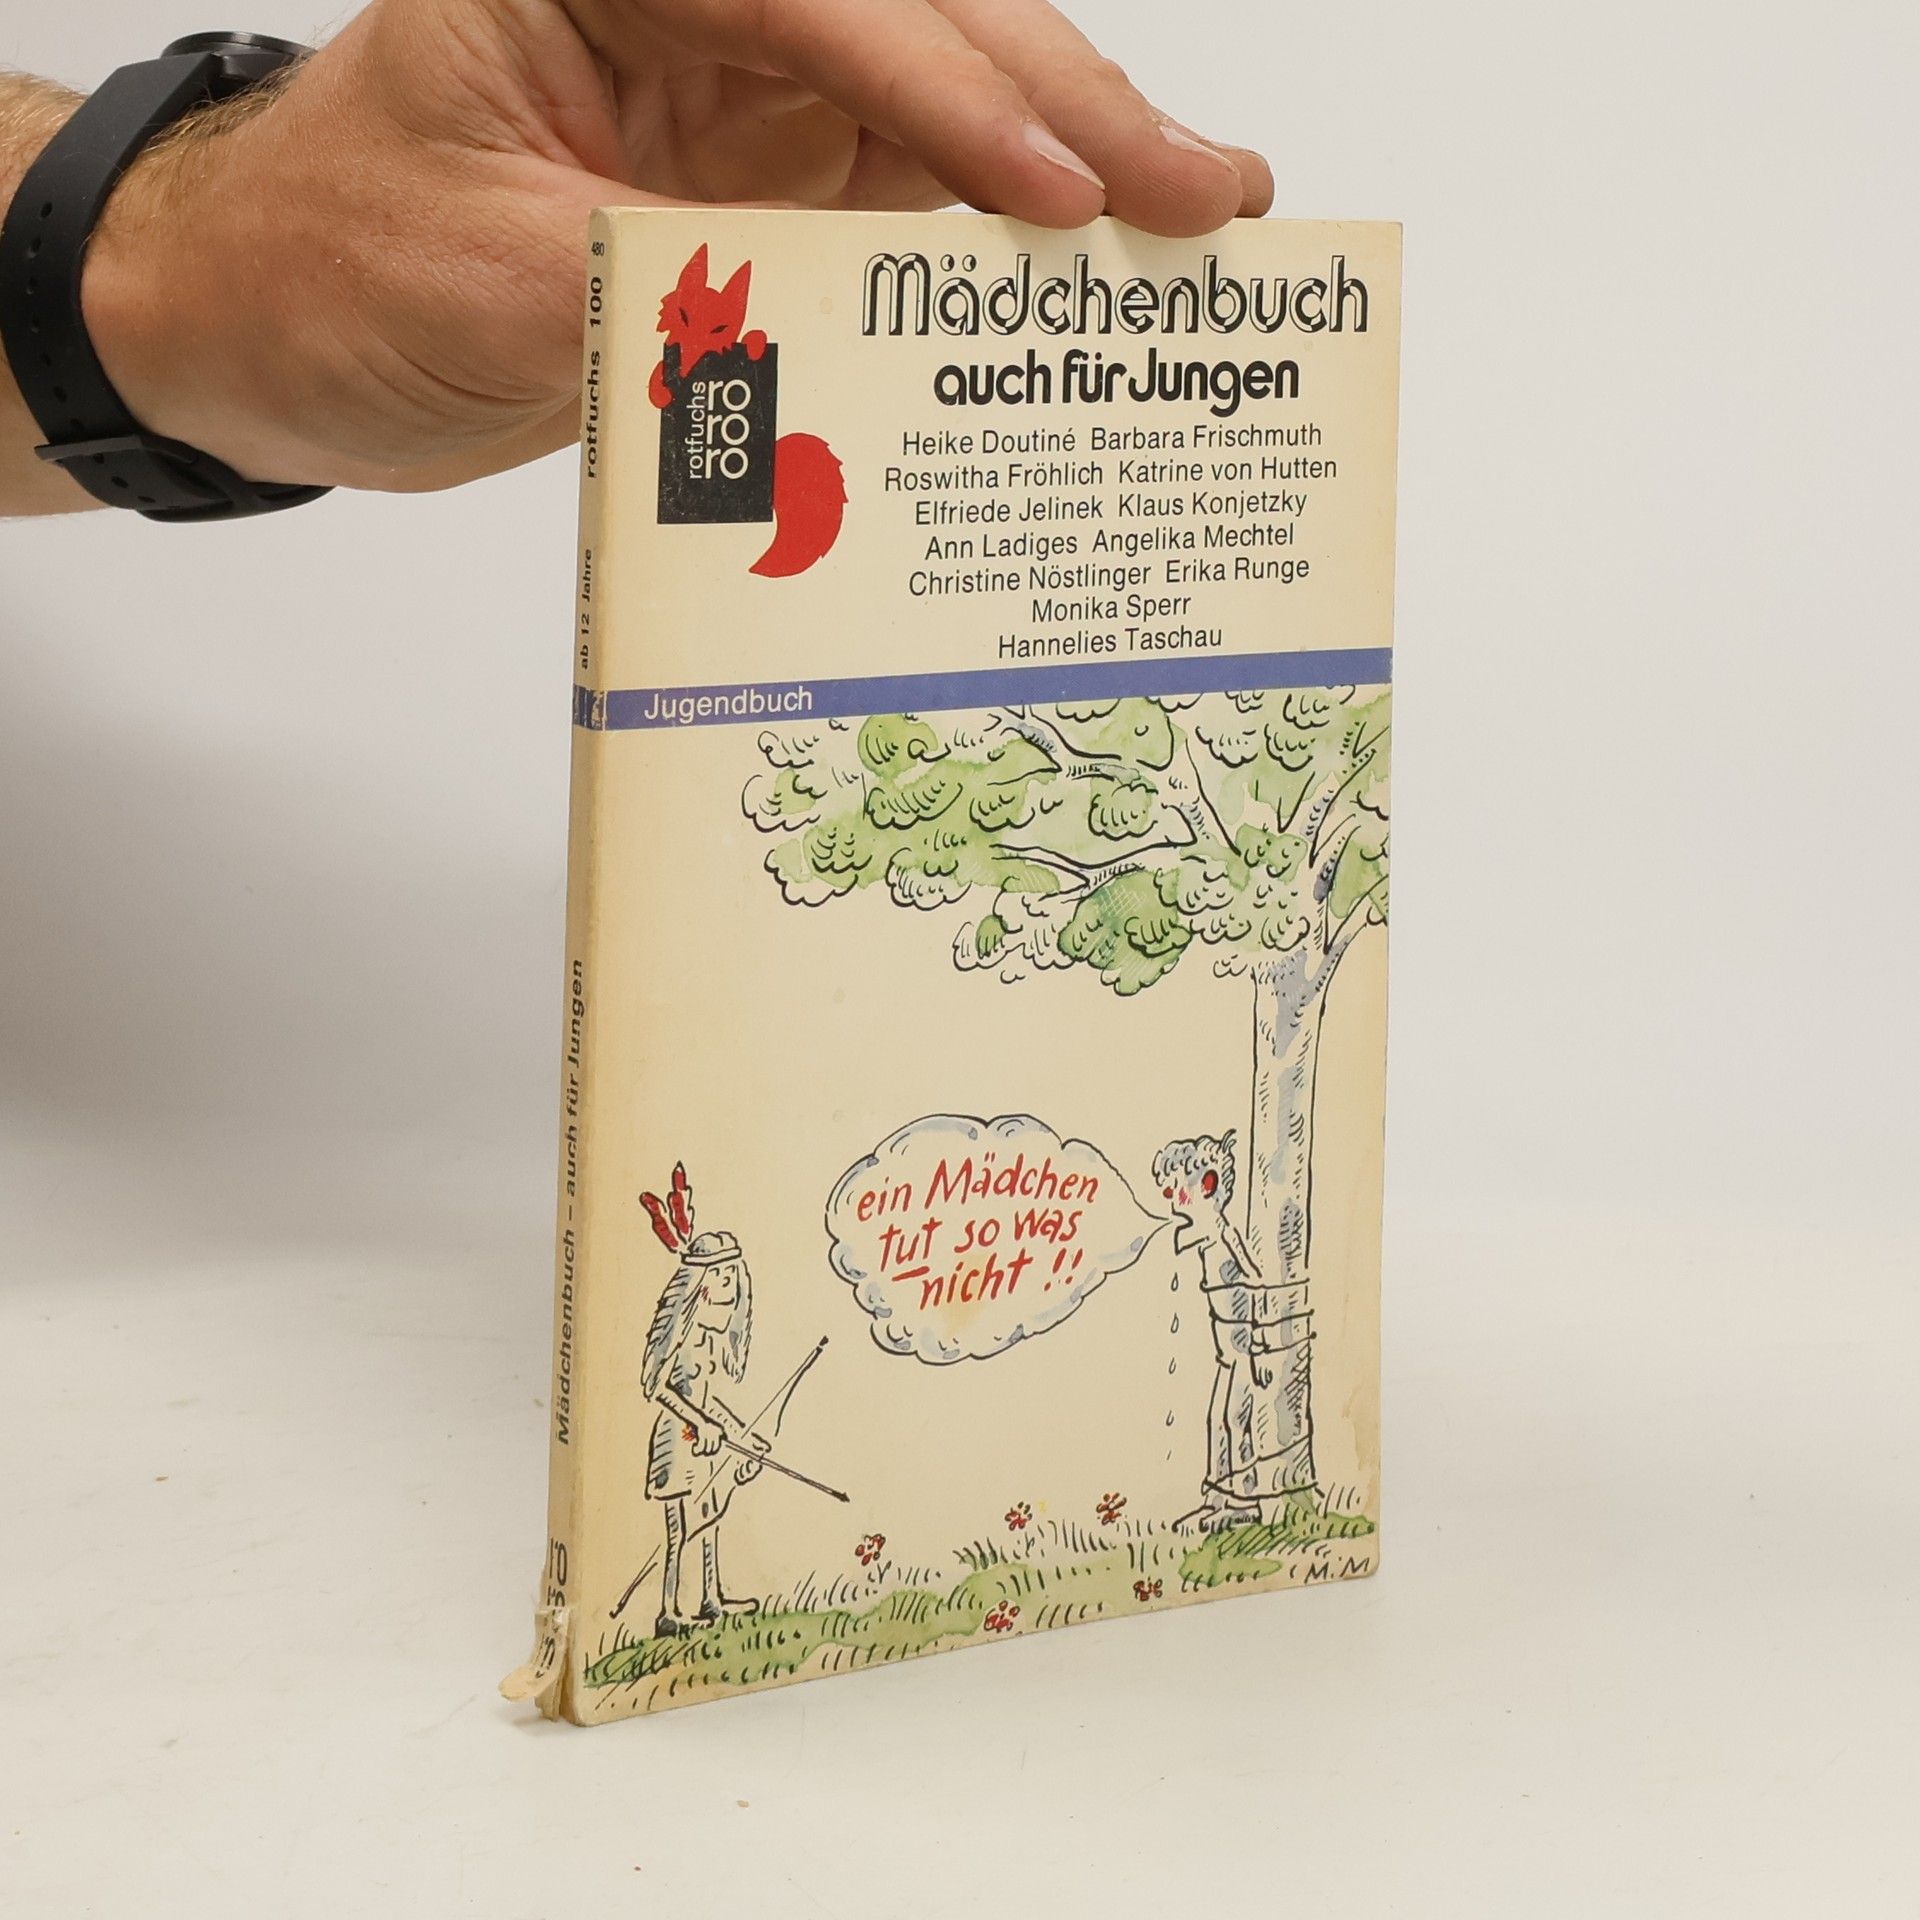 Mädchenbuch
auch für Jungen
Heike Doutiné Barbara Frischmuth
Roswitha Fröhlich Katrine von Hutten
Elfriede Jelinek Klaus Konjetzky
Ann Ladiges Angelika Mechtel
Christine Nöstlinger Erika Runge
Monika Sperr
Hannelies Taschau
rotfuchs
ro
ro
ro
Jugendbuch
ein Mädchen
tut so was
nicht !!
M.M
480
rotfuchs 100
ab 12 Jahre
Mädchenbuch – auch für Jungen